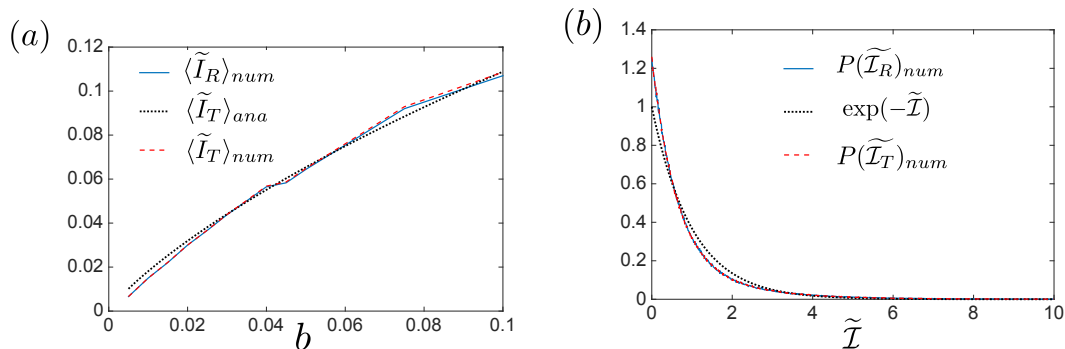 (a)
0.12
0.1
0.08
0.06
0.04
0.02
0
0
0.02
0.04
0.06
0.08
0.1
b
⟨Ĩ_R⟩_num
⟨Ĩ_T⟩_ana
⟨Ĩ_T⟩_num
(b)
1.4
1.2
1
0.8
0.6
0.4
0.2
0
0
2
4
6
8
10
ℐ̃
P(ℐ̃_R)_num
exp(−ℐ̃)
P(ℐ̃_T)_num